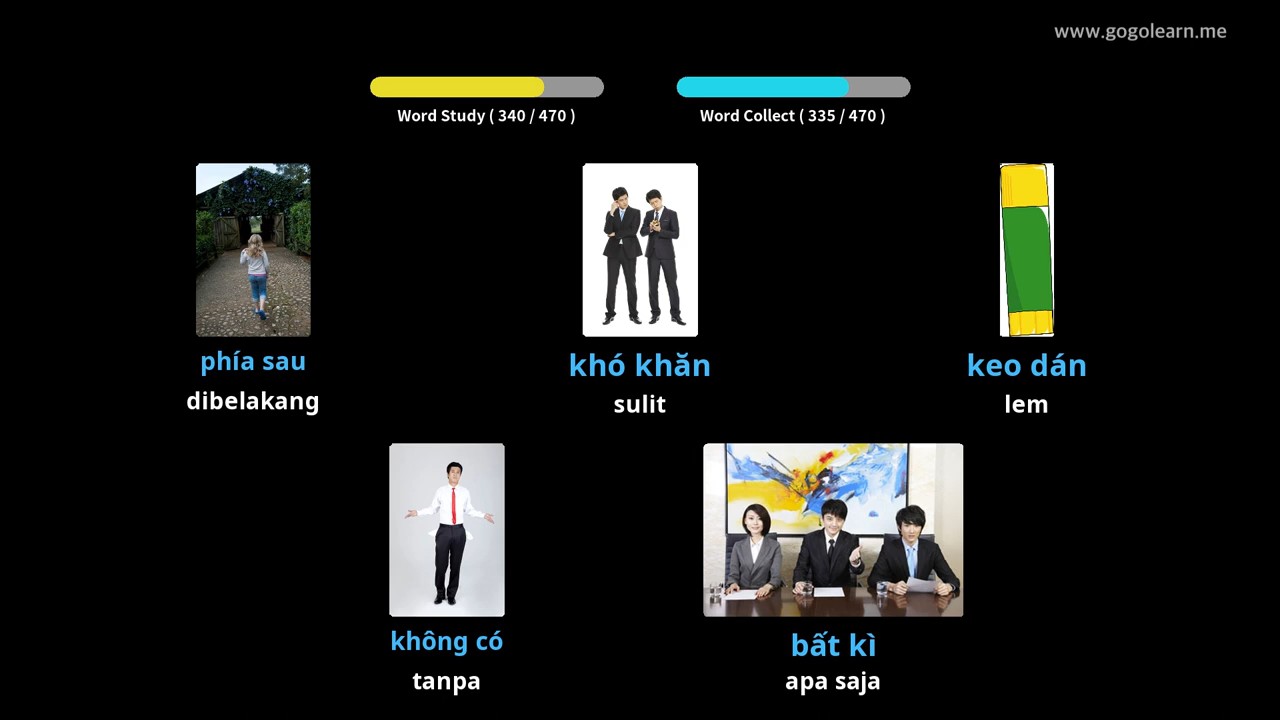 www.gogolearn.me
Word Study ( 340 / 470 )
Word Collect ( 335 / 470 )
phía sau
dibelakang
khó khăn
sulit
keo dán
lem
không có
tanpa
bất kì
apa saja